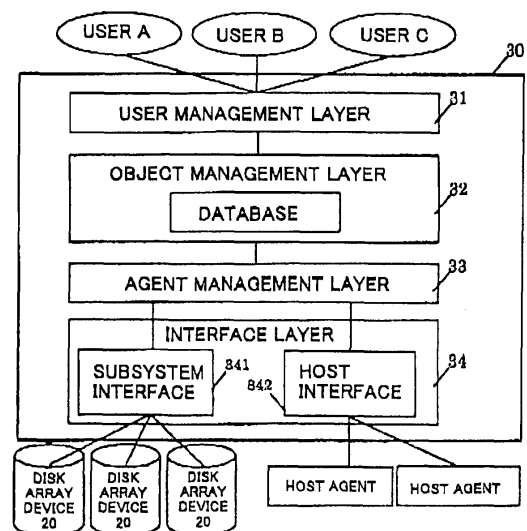 USER A
USER B
USER C
30
USER MANAGEMENT LAYER
31
OBJECT MANAGEMENT LAYER
DATABASE
32
AGENT MANAGEMENT LAYER
33
INTERFACE LAYER
SUBSYSTEM
INTERFACE
341
842
HOST
INTERFACE
34
DISK
ARRAY
DEVICE
20
DISK
ARRAY
DEVICE
20
DISK
ARRAY
DEVICE
20
HOST AGENT
HOST AGENT